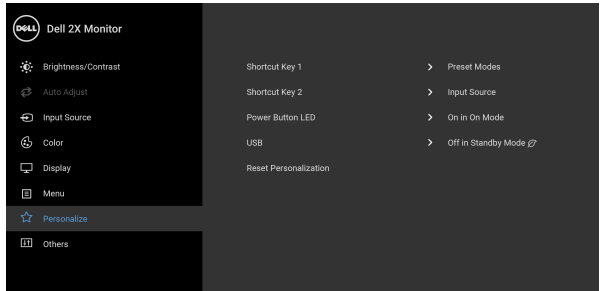 DELL Dell 2X Monitor
Brightness/Contrast
Auto Adjust
Input Source
Color
Display
Menu
Personalize
Others
Shortcut Key 1 > Preset Modes
Shortcut Key 2 > Input Source
Power Button LED > On in On Mode
USB > Off in Standby Mode
Reset Personalization